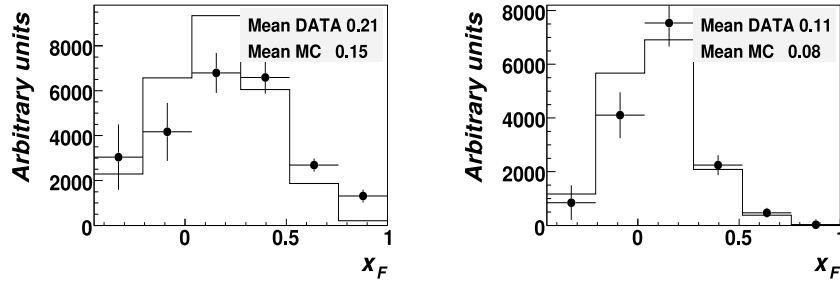 Arbitrary units
8000
6000
4000
2000
0
Mean DATA 0.21
Mean MC 0.15
0
0.5
1
x_F
Arbitrary units
8000
6000
4000
2000
0
Mean DATA 0.11
Mean MC 0.08
0
0.5
1
x_F